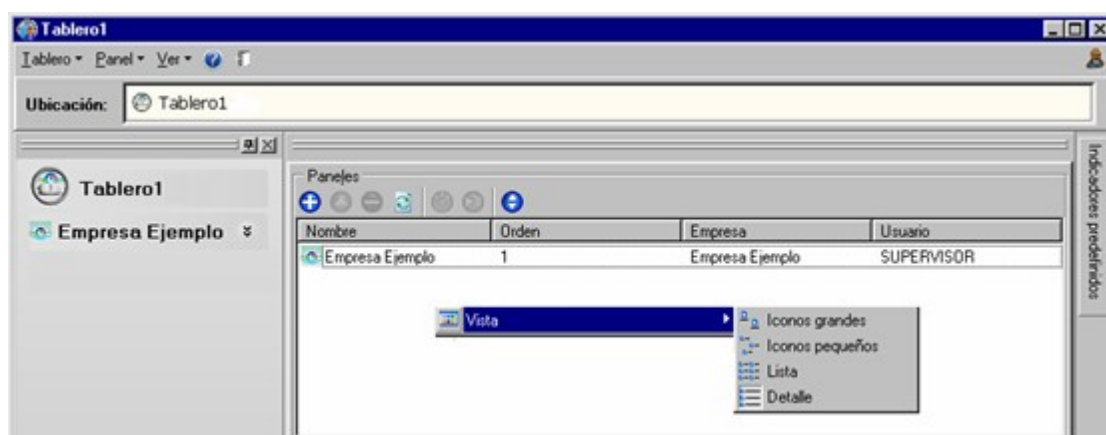 Tablero1
Tablero Panel Ver
Ubicación: Tablero1
Tablero1
Empresa Ejemplo
Paneles
Nombre Orden Empresa Usuario
Empresa Ejemplo 1 Empresa Ejemplo SUPERVISOR
Vista
Iconos grandes
Iconos pequeños
Lista
Detalle
Indicadores predefinidos